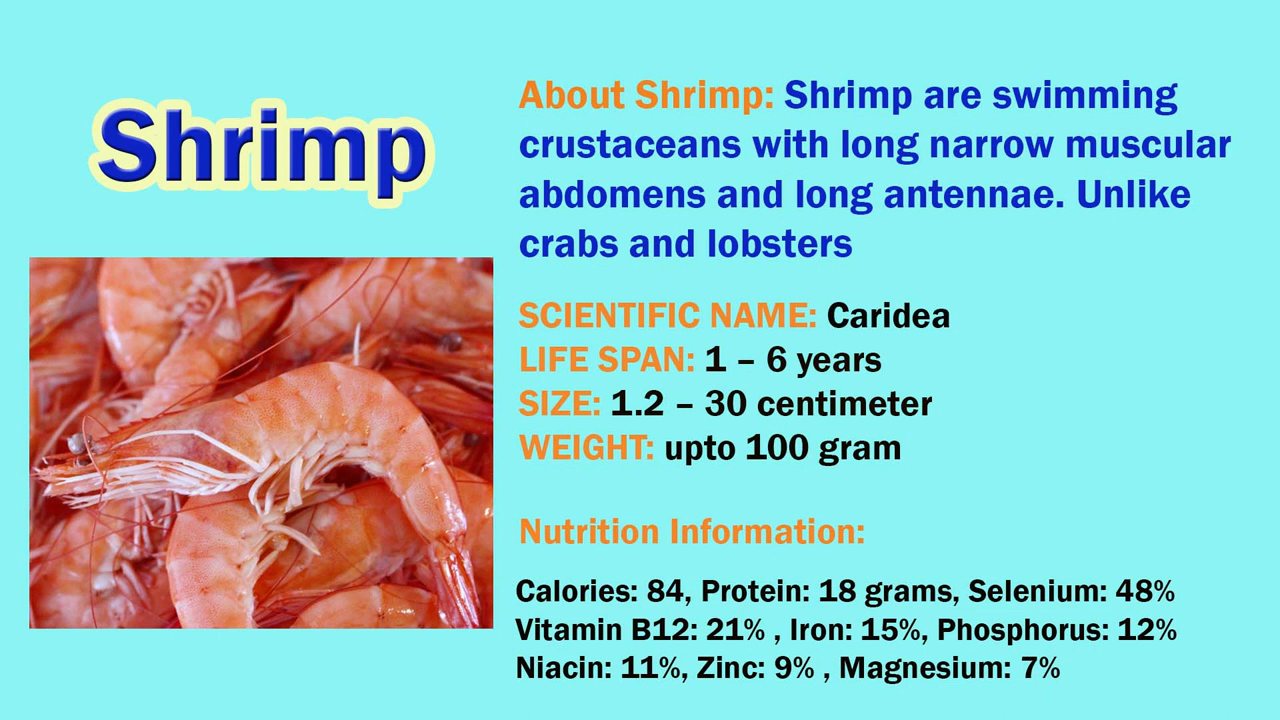 Shrimp
About Shrimp: Shrimp are swimming
crustaceans with long narrow muscular
abdomens and long antennae. Unlike
crabs and lobsters
SCIENTIFIC NAME: Caridea
LIFE SPAN: 1 – 6 years
SIZE: 1.2 – 30 centimeter
WEIGHT: upto 100 gram
Nutrition Information:
Calories: 84, Protein: 18 grams, Selenium: 48%
Vitamin B12: 21% , Iron: 15%, Phosphorus: 12%
Niacin: 11%, Zinc: 9% , Magnesium: 7%